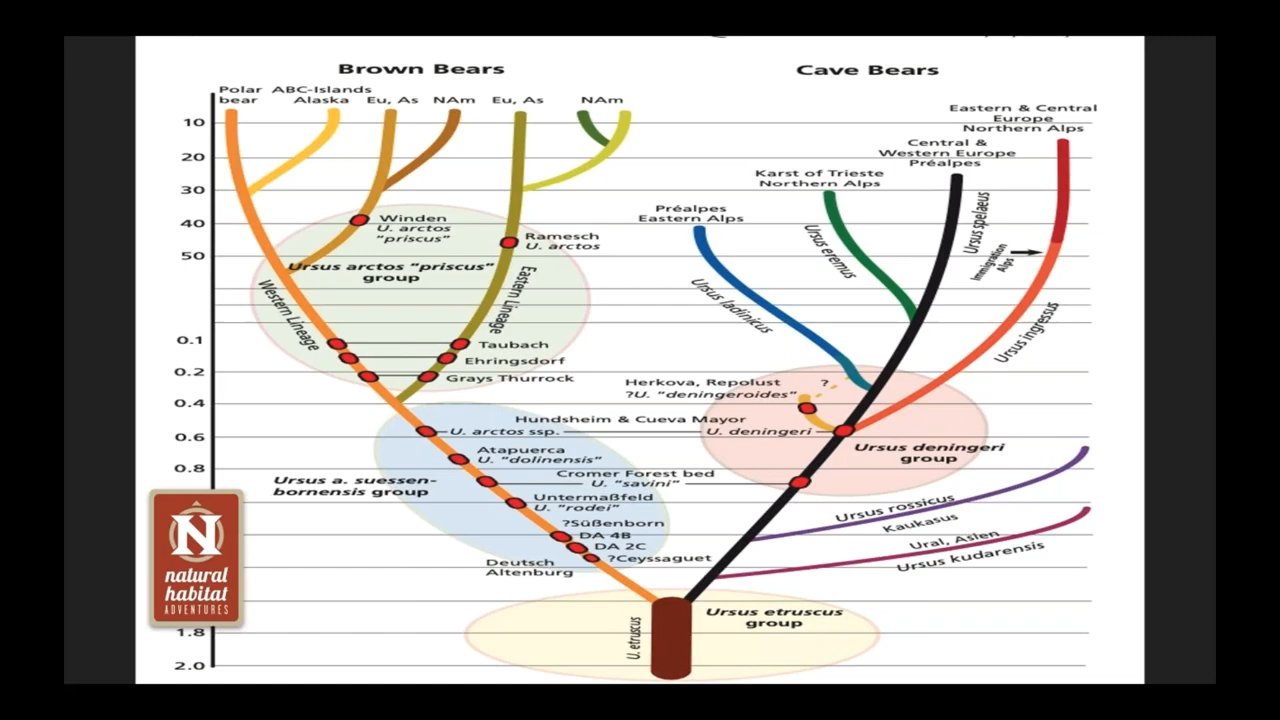 Brown Bears
Cave Bears
Polar bear
ABC-Islands Alaska
Eu, As
NAm
Eu, As
NAm
Eastern & Central
Europe
Northern Alps
Central &
Western Europe
Préalpes
Karst of Trieste
Northern Alps
Préalpes
Eastern Alps
10
20
30
40
50
0.1
0.2
0.4
0.6
0.8
1.8
2.0
Winden
U. arctos
"priscus"
Ramesch
U. arctos
Ursus arctos "priscus"
group
Western Lineage
Eastern Lineage
Taubach
Ehringsdorf
Grays Thurrock
Ursus ladinicus
Ursus eremus
Ursus spelaeus
Immigration
Alps
Ursus ingressus
Herkova, Repolust
?
?U. "deningeroides"
Hundsheim & Cueva Mayor
U. arctos ssp.
U. deningeri
Ursus deningeri
group
Atapuerca
U. "dolinensis"
Cromer Forest bed
U. "savini"
Ursus a. suessen-
bornensis group
Untermaßfeld
U. "rodei"
?Süßenborn
DA 4B
DA 2C
?Ceyssaguet
Deutsch
Altenburg
Ursus rossicus
Kaukasus
Ural, Asien
Ursus kudarensis
U. etruscus
Ursus etruscus
group
N
natural
habitat
ADVENTURES